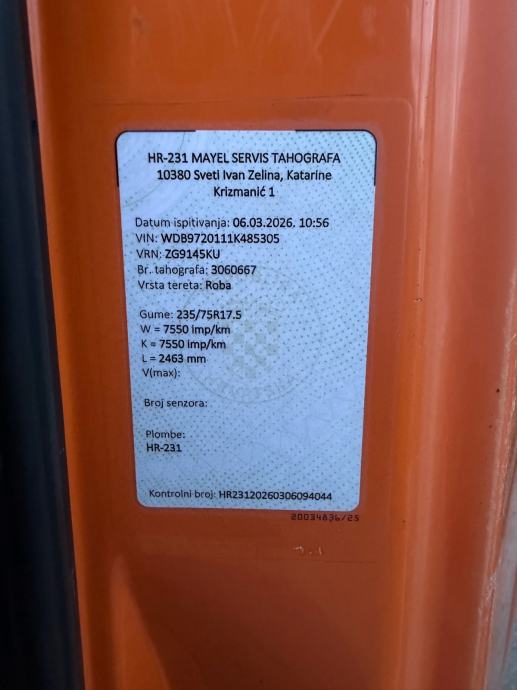 HR-231 MAYEL SERVIS TAHOGRAFA
10380 Sveti Ivan Zelina, Katarine
Krizmanić 1
Datum ispitivanja: 06.03.2026, 10:56
VIN: WDB9720111K485305
VRN: ZG9145KU
Br. tahografa: 3060667
Vrsta tereta: Roba
Gume: 235/75R17.5
W = 7550 imp/km
K = 7550 imp/km
L = 2463 mm
V(max):
Broj senzora:
Plombe:
HR-231
Kontrolni broj: HR23120260306094044
20034836/25